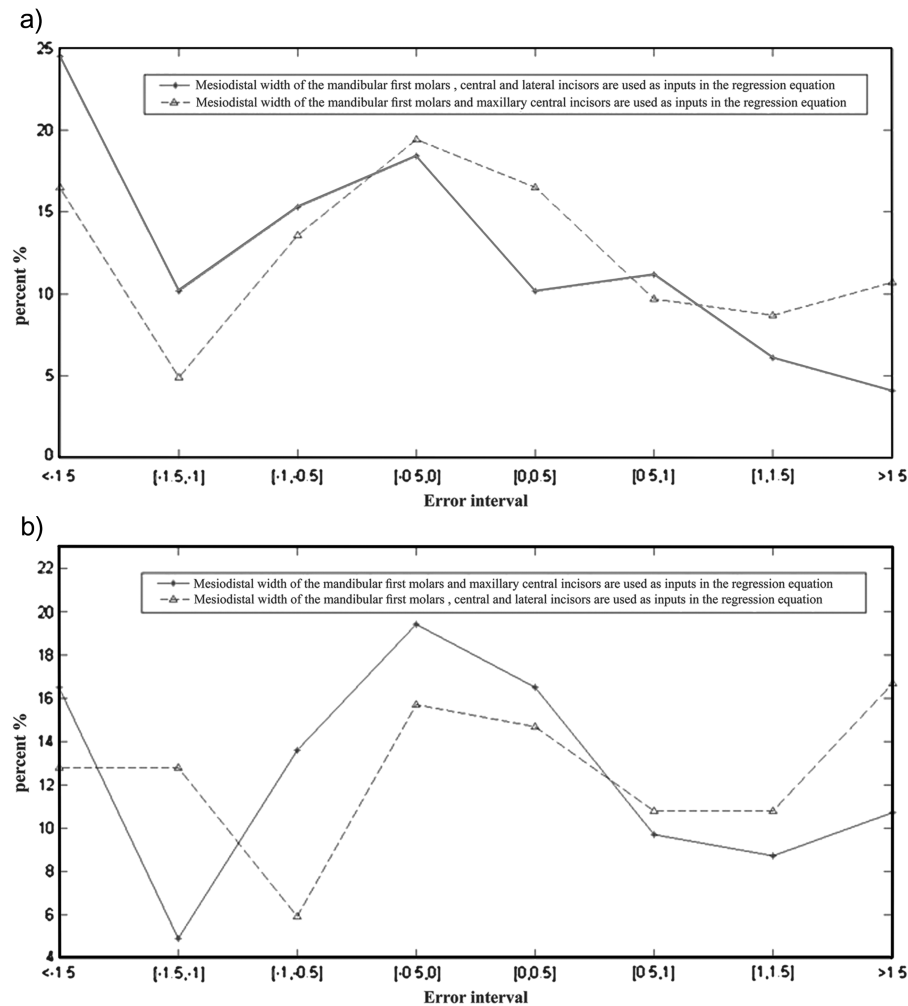 a)
25
Mesiodistal width of the mandibular first molars , central and lateral incisors are used as inputs in the regression equation
Mesiodistal width of the mandibular first molars and maxillary central incisors are used as inputs in the regression equation
20
15
10
5
0
percent %
<-1 5 [-1.5,-1] [-1,-0.5] [-0 5,0] [0,0.5] [0 5,1] [1,1.5] >1 5
Error interval
b)
22
Mesiodistal width of the mandibular first molars and maxillary central incisors are used as inputs in the regression equation
Mesiodistal width of the mandibular first molars , central and lateral incisors are used as inputs in the regression equation
20
18
16
14
12
10
8
6
4
percent %
<-1 5 [-1.5,-1] [-1,-0 5] [-0 5,0] [0,0.5] [0 5,1] [1,1.5] >1 5
Error interval